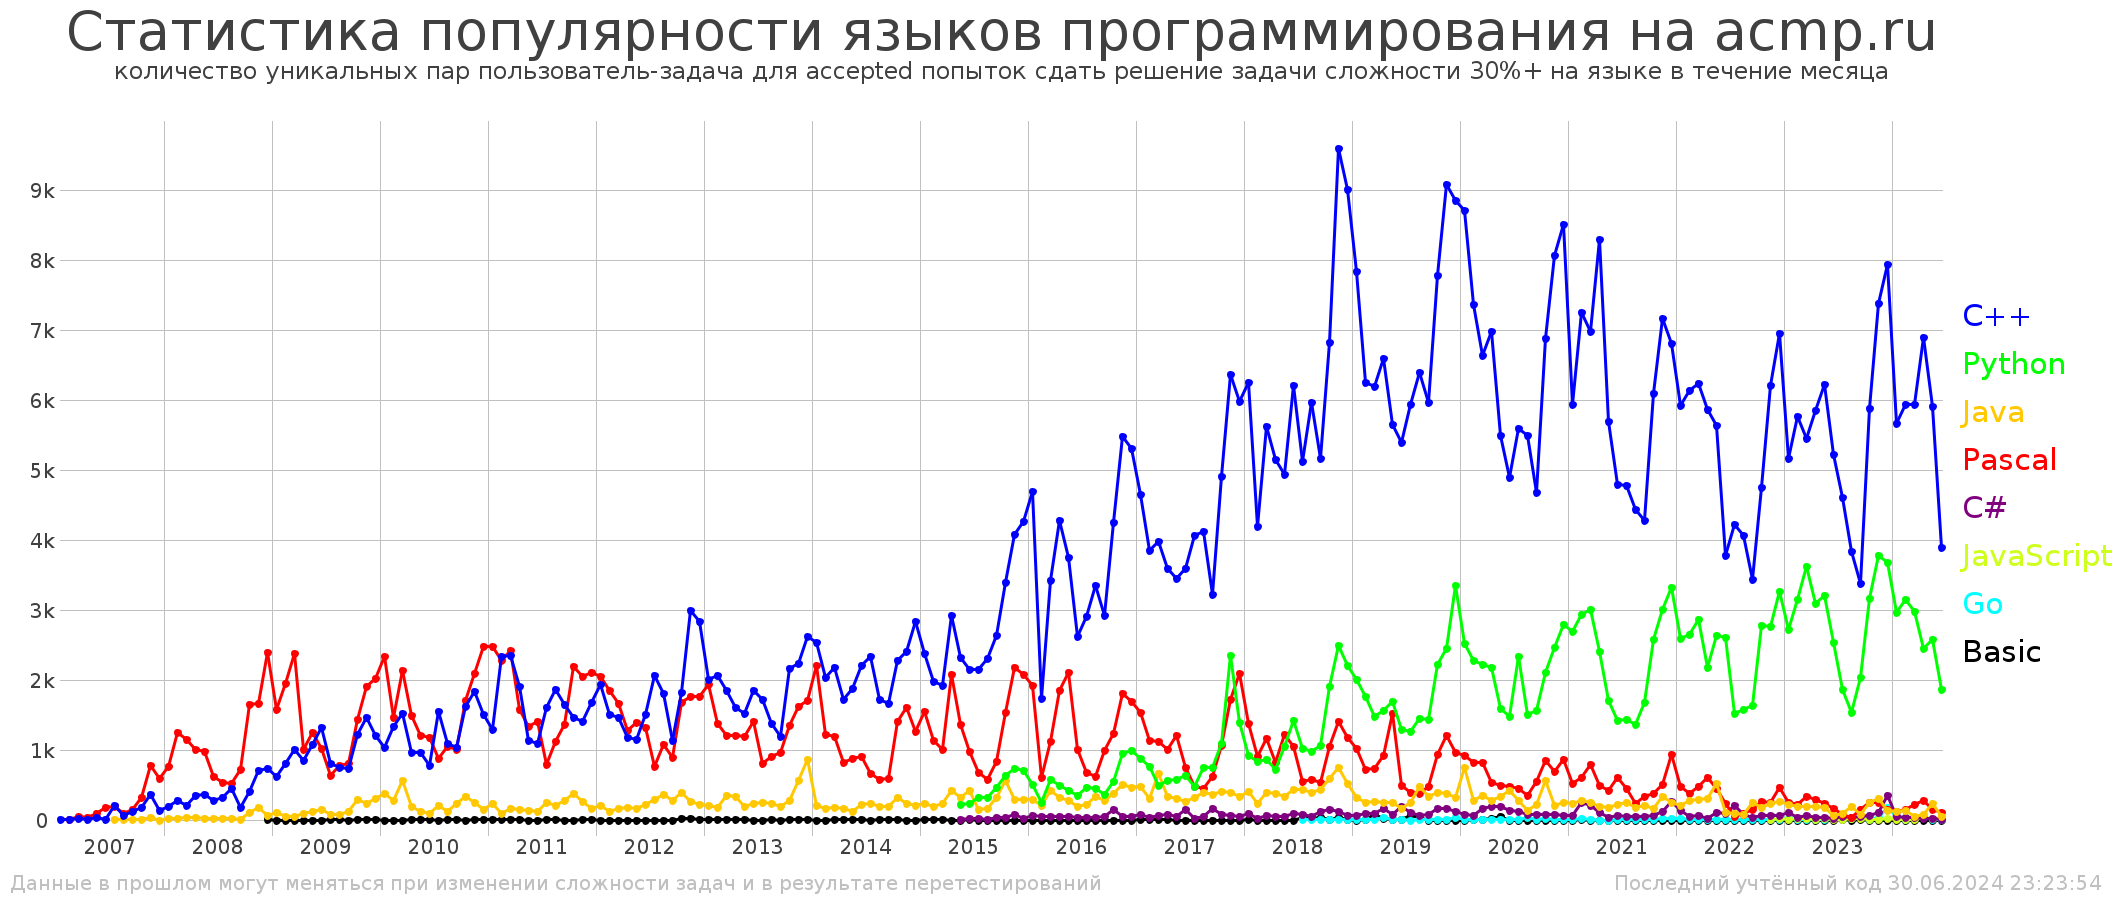 Статистика популярности языков программирования на acmp.ru
количество уникальных пар пользователь-задача для accepted попыток сдать решение задачи сложности 30%+ на языке в течение месяца
9k
8k
7k
6k
5k
4k
3k
2k
1k
0
C++
Python
Java
Pascal
C#
JavaScript
Go
Basic
2007 2008 2009 2010 2011 2012 2013 2014 2015 2016 2017 2018 2019 2020 2021 2022 2023
Данные в прошлом могут меняться при изменении сложности задач и в результате перетестирований
Последний учтённый код 30.06.2024 23:23:54